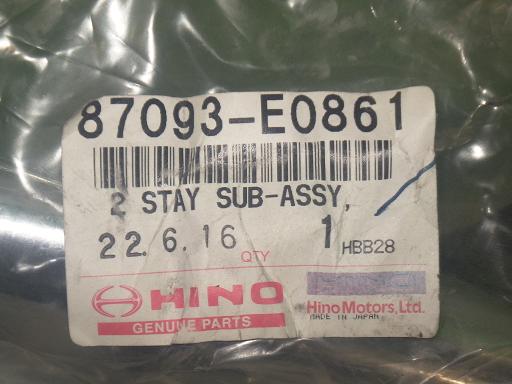 87093-E0861
2 STAY SUB-ASSY,
22.6.16 QTY 1 HBB28
HINO
GENUINE PARTS
HINO
Hino Motors, Ltd.
MADE IN JAPAN